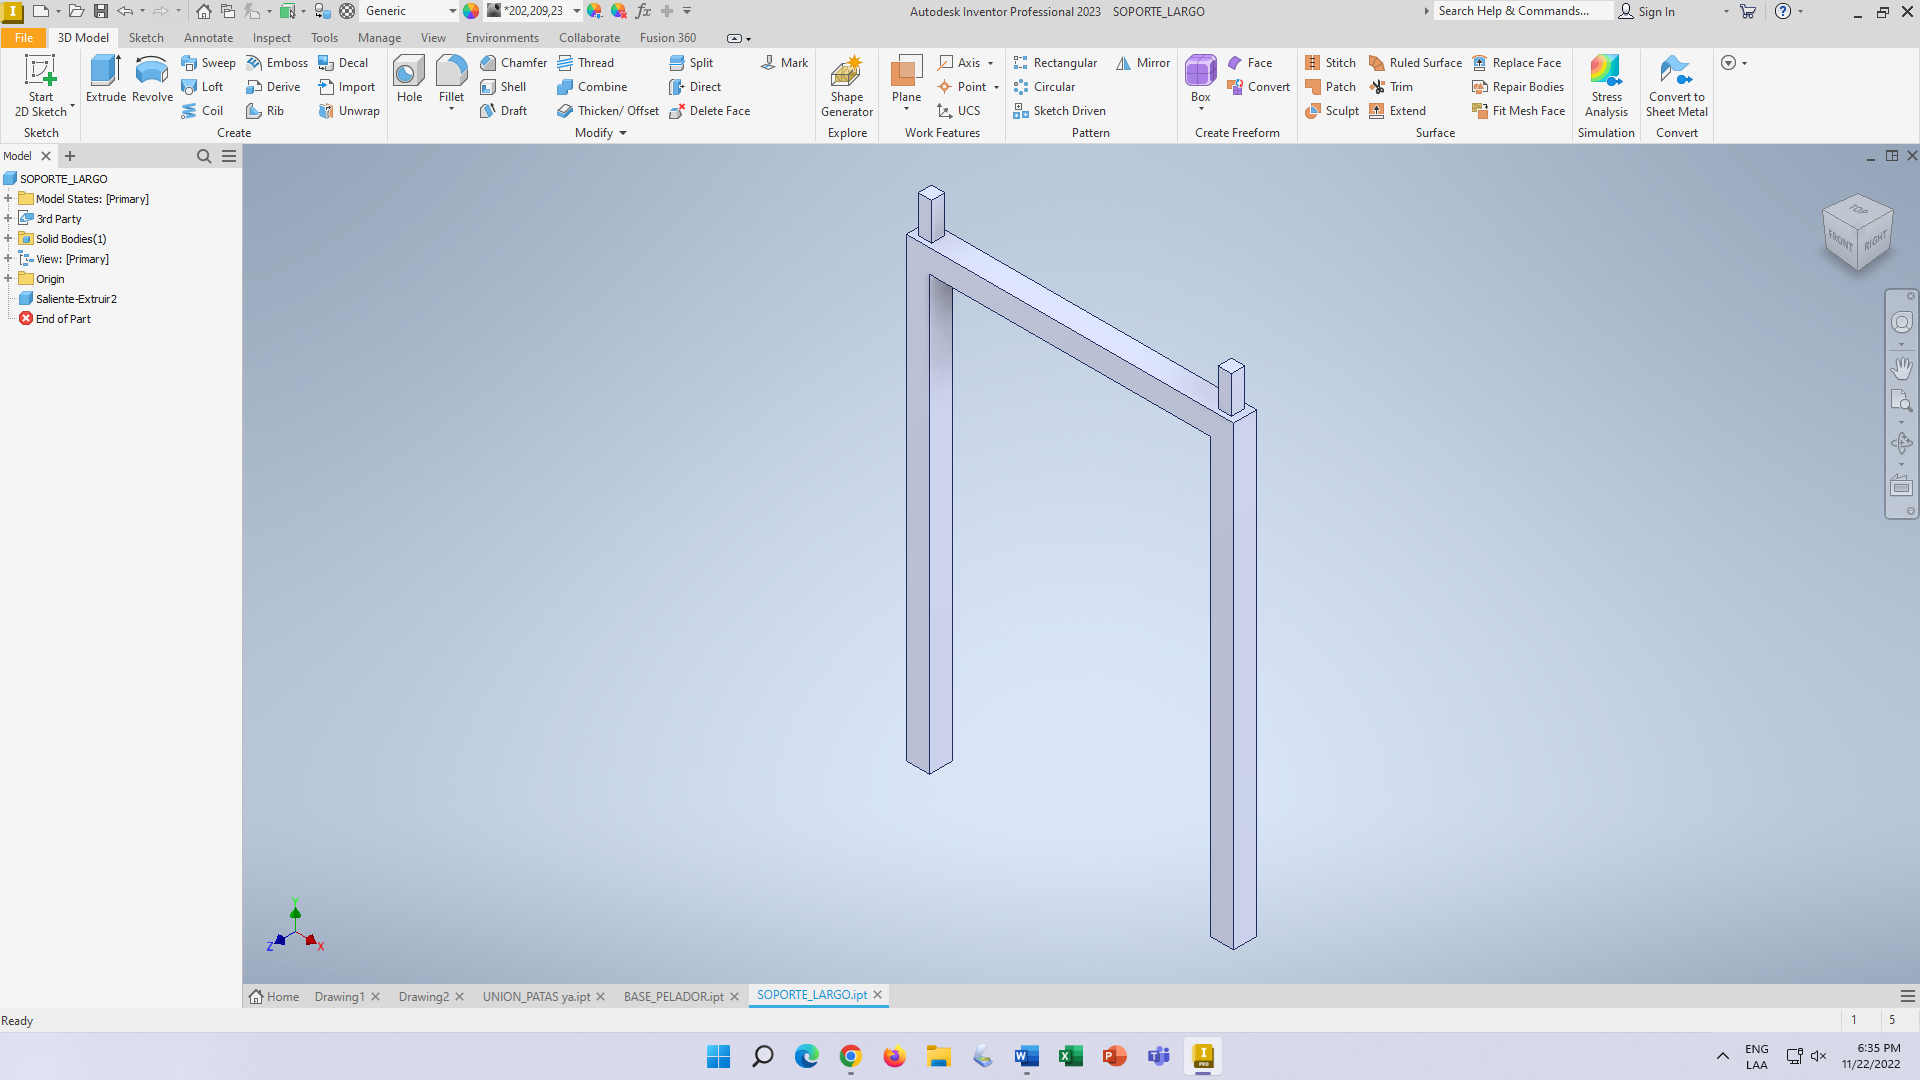 Generic
*202,209,23
Autodesk Inventor Professional 2023 SOPORTE_LARGO
Search Help & Commands...
Sign In
File 3D Model Sketch Annotate Inspect Tools Manage View Environments Collaborate Fusion 360
Start
2D Sketch
Sketch
Extrude Revolve
Sweep Emboss Decal
Loft Derive Import
Coil Rib Unwrap
Create
Hole Fillet
Chamfer Thread Split Mark
Shell Combine Direct
Draft Thicken/ Offset Delete Face
Modify
Shape
Generator
Explore
Plane
Axis
Point
UCS
Work Features
Rectangular Mirror
Circular
Sketch Driven
Pattern
Box
Face
Convert
Create Freeform
Stitch Ruled Surface Replace Face
Patch Trim Repair Bodies
Sculpt Extend Fit Mesh Face
Surface
Stress
Analysis
Simulation
Convert to
Sheet Metal
Convert
Model
SOPORTE_LARGO
Model States: [Primary]
3rd Party
Solid Bodies(1)
View: [Primary]
Origin
Saliente-Extruir2
End of Part
TOP
FRONT RIGHT
Y
Z X
Home Drawing1 Drawing2 UNION_PATAS ya.ipt BASE_PELADOR.ipt SOPORTE_LARGO.ipt
Ready
1 5
ENG
LAA
6:35 PM
11/22/2022